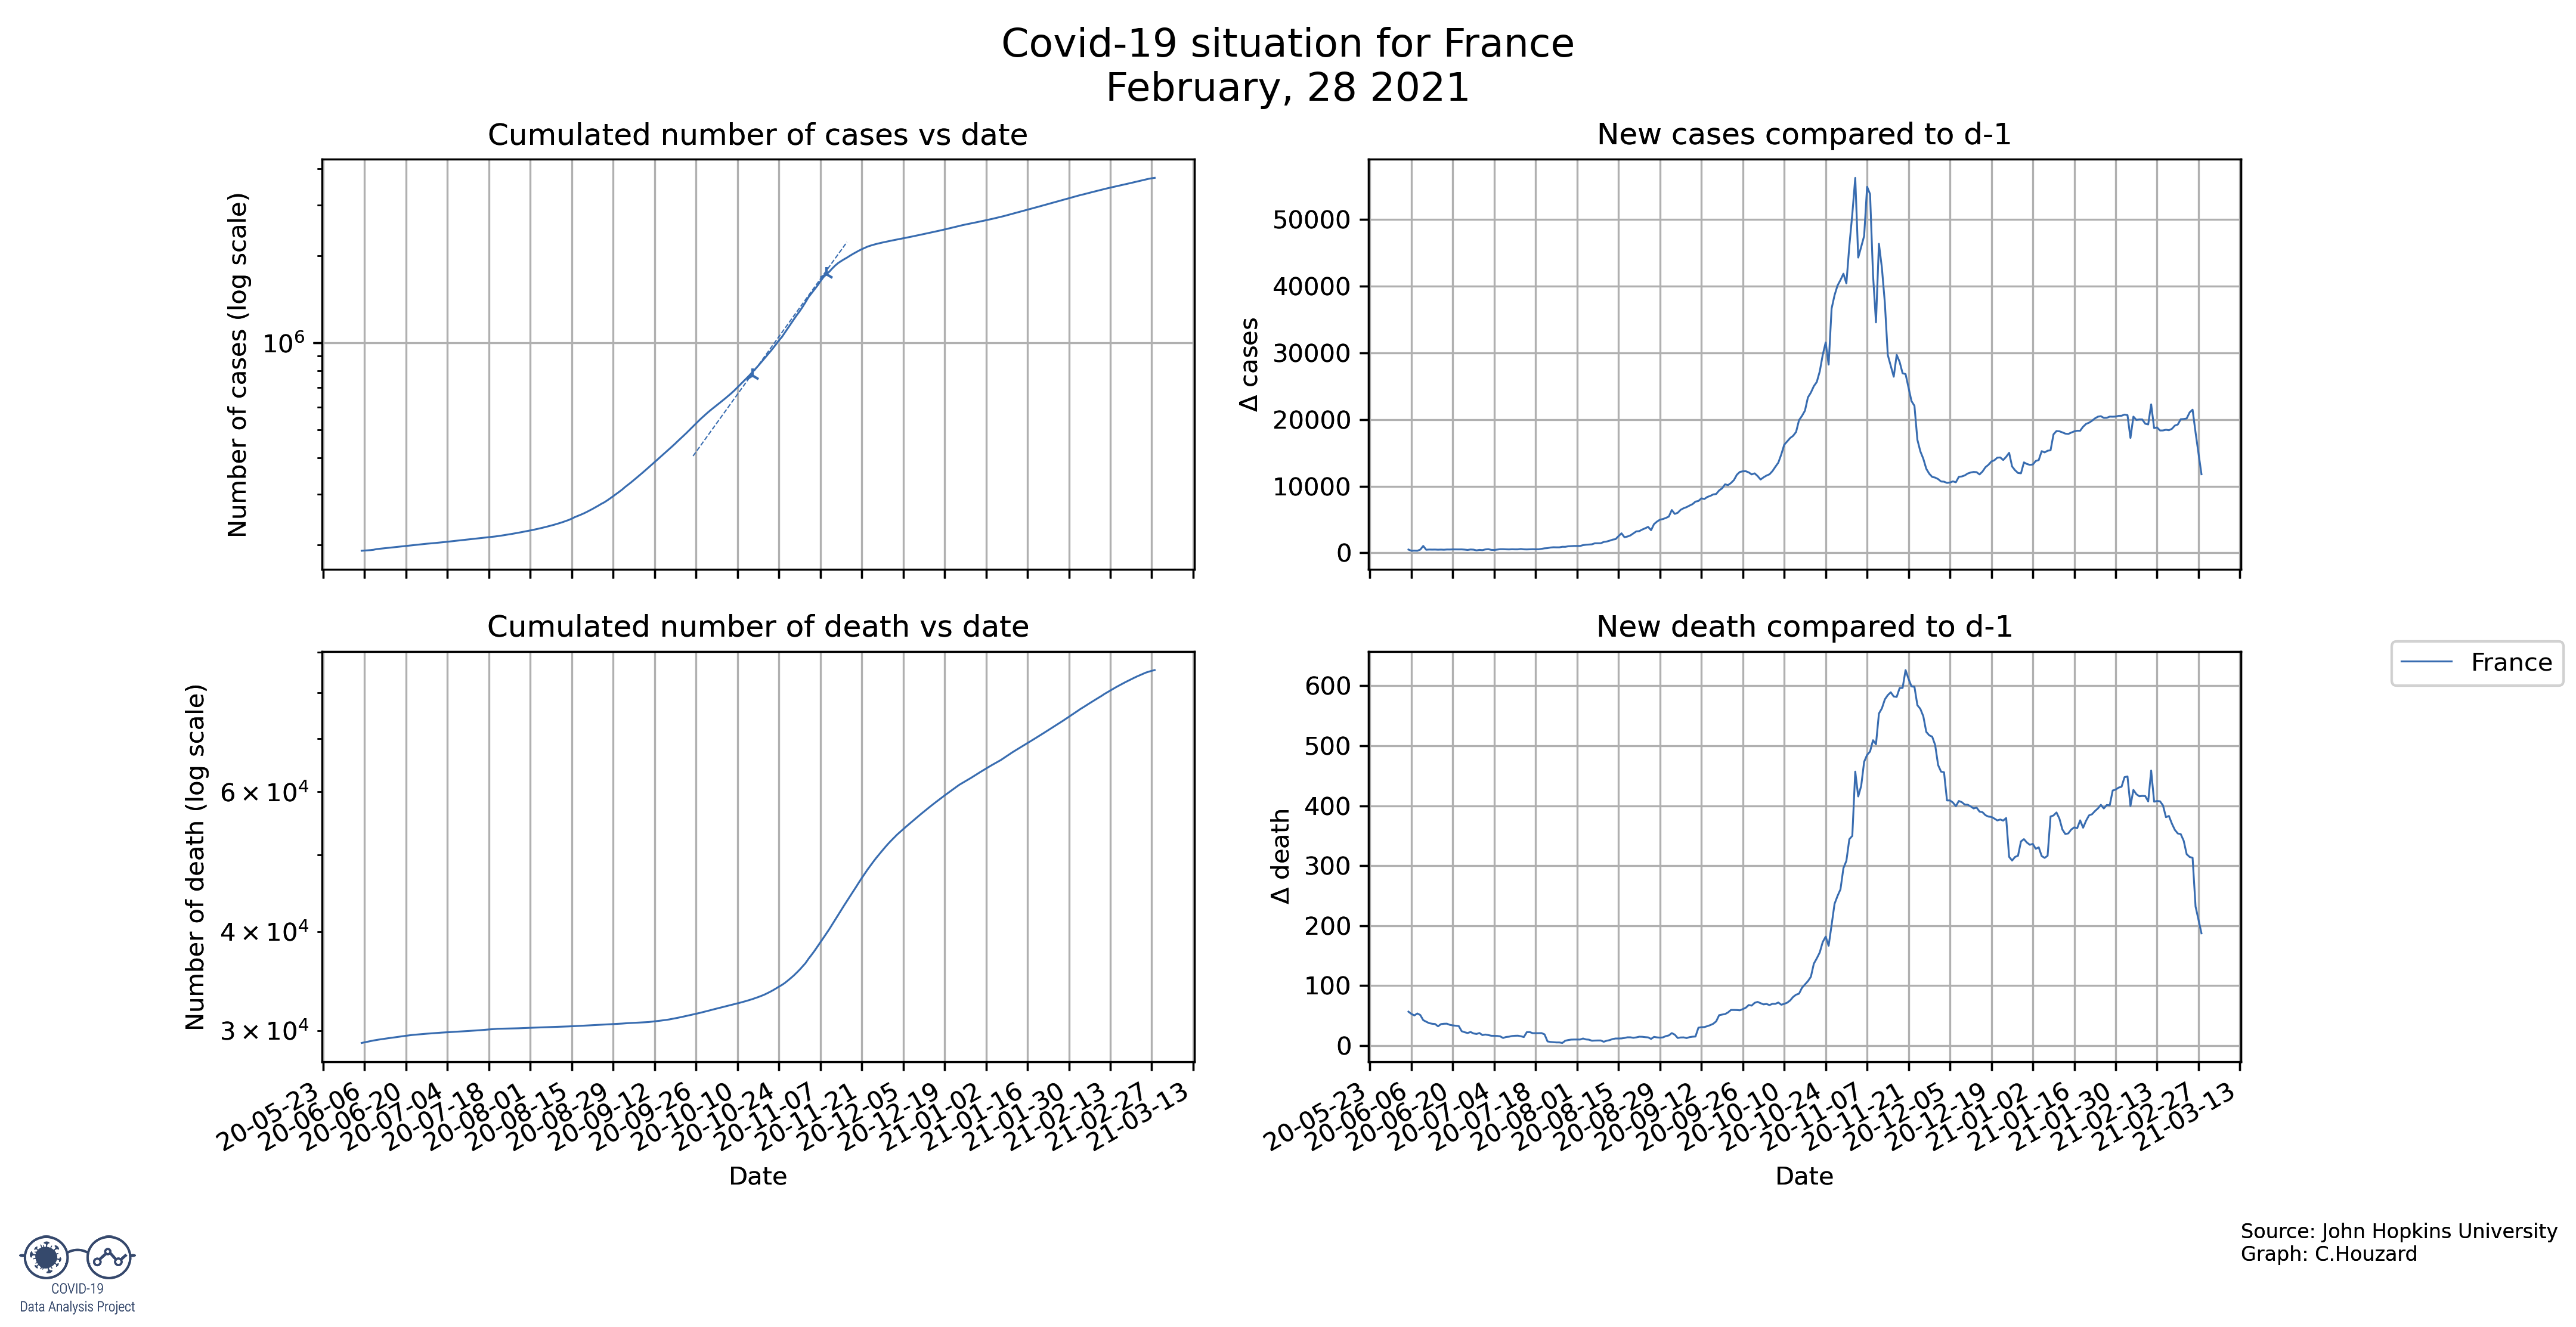 Covid-19 situation for France
February, 28 2021
Cumulated number of cases vs date
Number of cases (log scale)
10⁶
New cases compared to d-1
Δ cases
50000
40000
30000
20000
10000
0
Cumulated number of death vs date
Number of death (log scale)
6 × 10⁴
4 × 10⁴
3 × 10⁴
20-05-23
20-06-06
20-06-20
20-07-04
20-07-18
20-08-01
20-08-15
20-08-29
20-09-12
20-09-26
20-10-10
20-10-24
20-11-07
20-11-21
20-12-05
20-12-19
21-01-02
21-01-16
21-01-30
21-02-13
21-02-27
21-03-13
Date
New death compared to d-1
Δ death
600
500
400
300
200
100
0
20-05-23
20-06-06
20-06-20
20-07-04
20-07-18
20-08-01
20-08-15
20-08-29
20-09-12
20-09-26
20-10-10
20-10-24
20-11-07
20-11-21
20-12-05
20-12-19
21-01-02
21-01-16
21-01-30
21-02-13
21-02-27
21-03-13
Date
France
COVID-19
Data Analysis Project
Source: John Hopkins University
Graph: C.Houzard